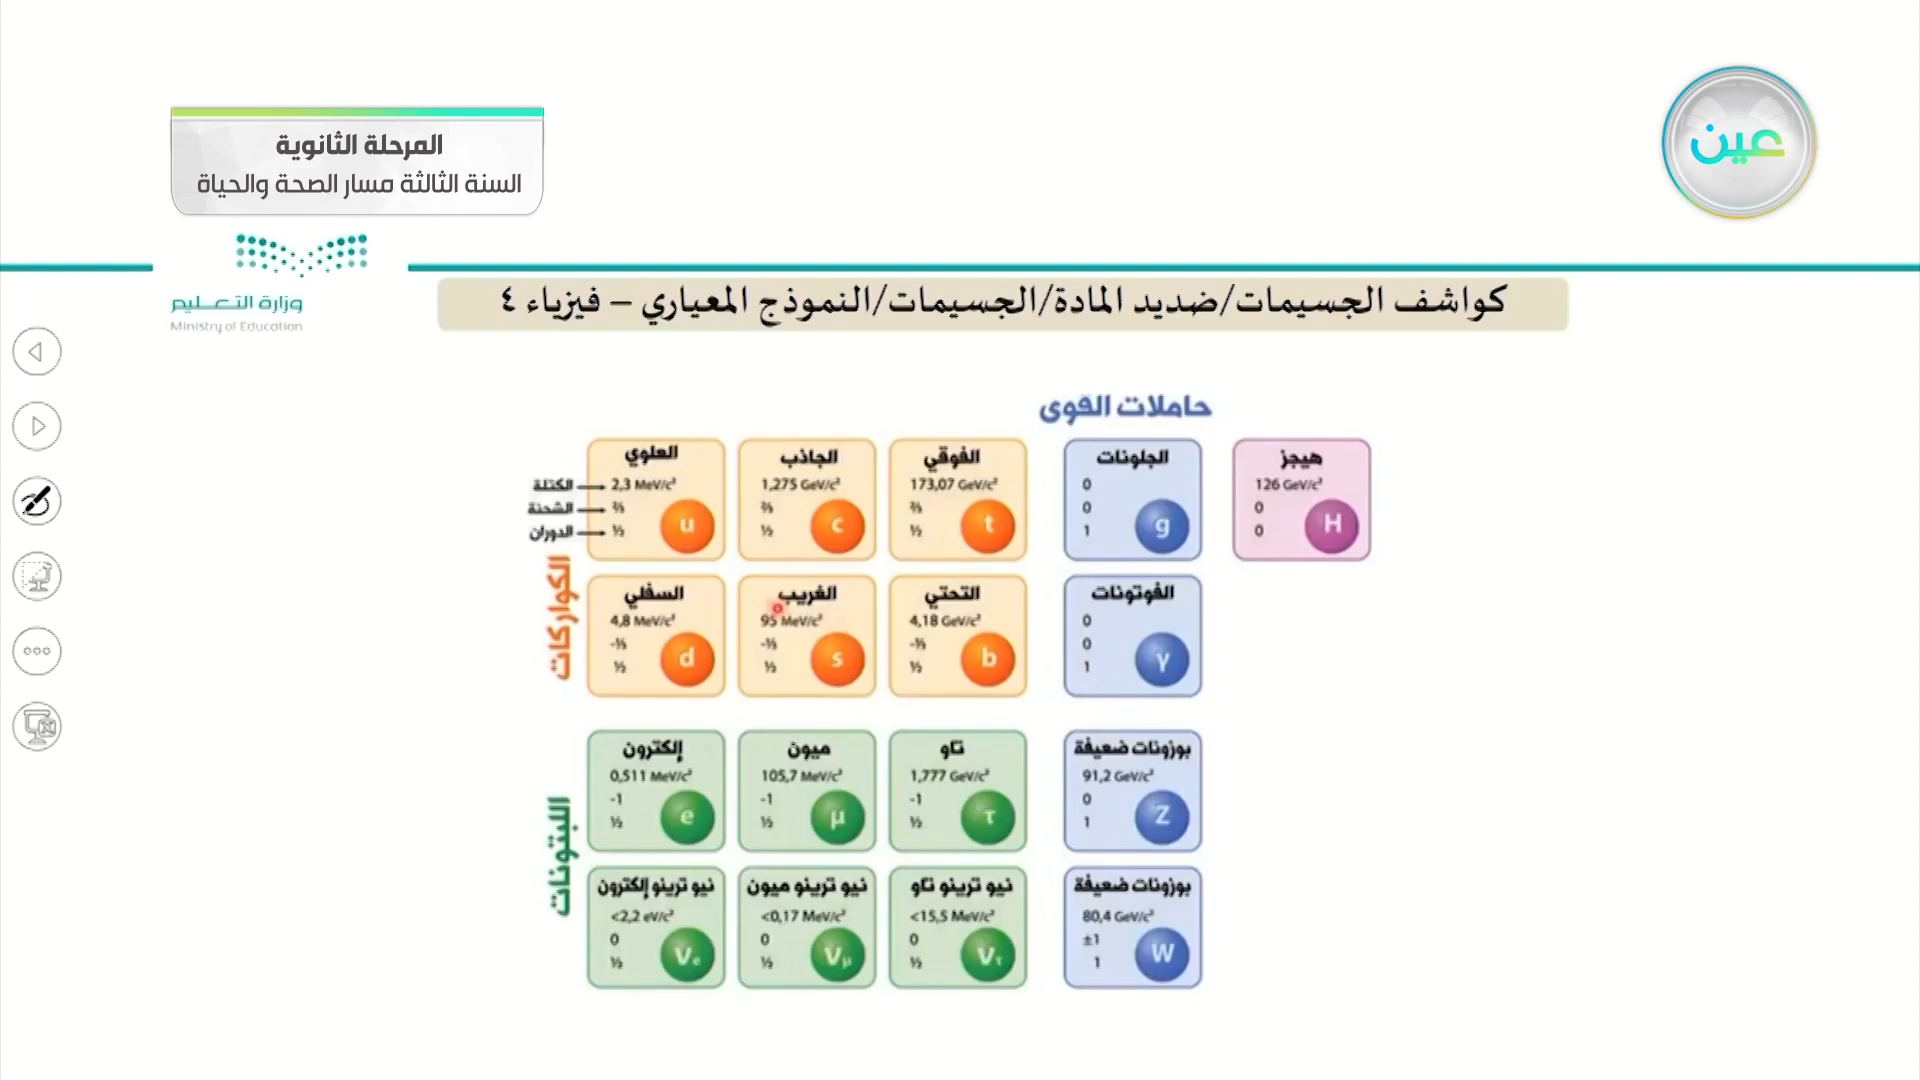 المرحلة الثانوية
السنة الثالثة مسار الصحة والحياة
عين
وزارة التعليم
Ministry of Education
كواشف الجسيمات/ضديد المادة/الجسيمات/النموذج المعياري – فيزياء ٤
حاملات القوى
الكتلة
الشحنة
الدوران
الكواركات
العلوي
2,3 MeV/c²
⅔
½
u
الجاذب
1,275 GeV/c²
⅔
½
c
الفوقي
173,07 GeV/c²
⅔
½
t
الجلونات
0
0
1
g
هيجز
126 GeV/c²
0
0
H
السفلي
4,8 MeV/c²
-⅓
½
d
الغريب
95 MeV/c²
-⅓
½
s
التحتي
4,18 GeV/c²
-⅓
½
b
الفوتونات
0
0
1
γ
اللبتونات
إلكترون
0,511 MeV/c²
-1
½
e
ميون
105,7 MeV/c²
-1
½
μ
تاو
1,777 GeV/c²
-1
½
τ
بوزونات ضعيفة
91,2 GeV/c²
0
1
Z
نيو ترينو إلكترون
<2,2 eV/c²
0
½
Vₑ
نيو ترينو ميون
<0,17 MeV/c²
0
½
Vμ
نيو ترينو تاو
<15,5 MeV/c²
0
½
Vτ
بوزونات ضعيفة
80,4 GeV/c²
±1
1
W